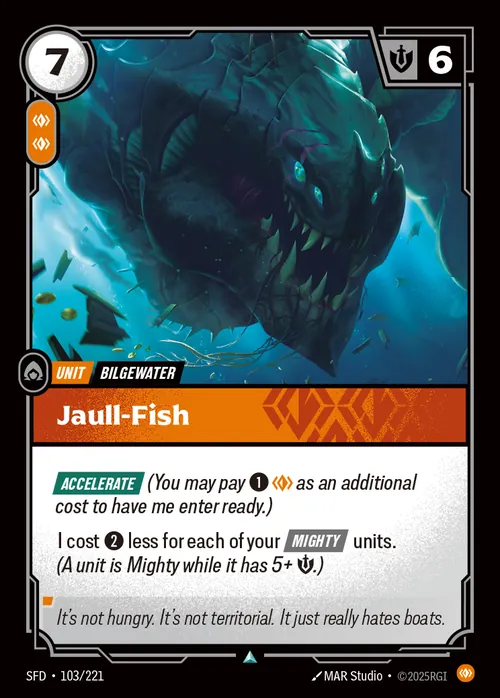 7
6
UNIT BILGEWATER
Jaull-Fish
ACCELERATE (You may pay 1 as an additional
cost to have me enter ready.)
I cost 2 less for each of your MIGHTY units.
(A unit is Mighty while it has 5+ .)
It's not hungry. It's not territorial. It just really hates boats.
SFD • 103/221
MAR Studio • ©2025RGI